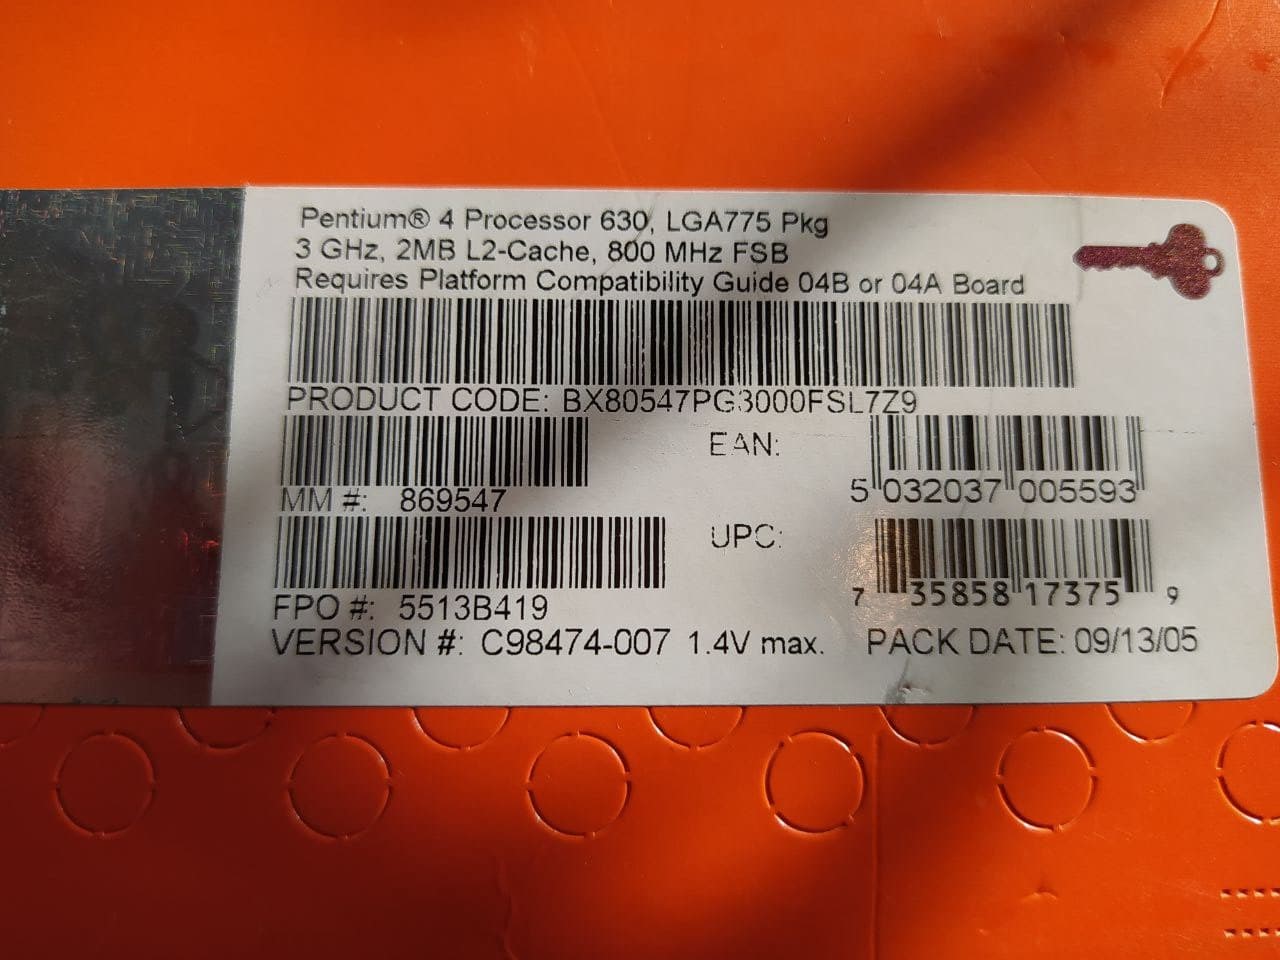 Pentium® 4 Processor 630, LGA775 Pkg
3 GHz, 2MB L2-Cache, 800 MHz FSB
Requires Platform Compatibility Guide 04B or 04A Board
PRODUCT CODE: BX80547PG3000FSL7Z9
EAN:
5 032037 005593
MM #: 869547
UPC:
7 35858 17375 9
FPO #: 5513B419
VERSION #: C98474-007 1.4V max. PACK DATE: 09/13/05